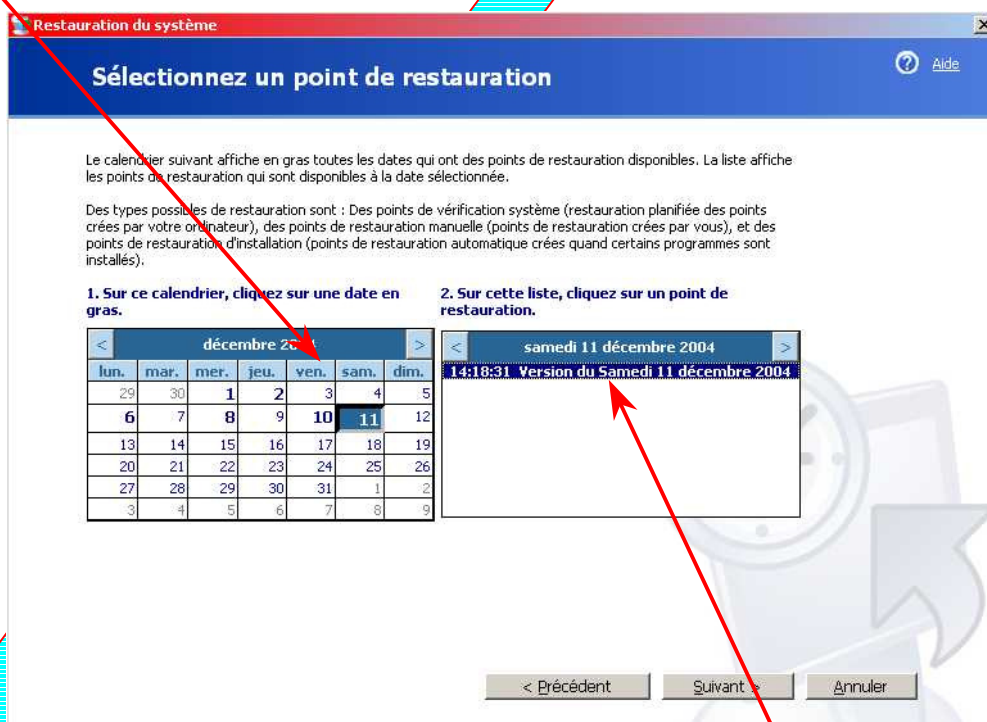 Restauration du système
Sélectionnez un point de restauration
Aide
Le calendrier suivant affiche en gras toutes les dates qui ont des points de restauration disponibles. La liste affiche
les points de restauration qui sont disponibles à la date sélectionnée.
Des types possibles de restauration sont : Des points de vérification système (restauration planifiée des points
crées par votre ordinateur), des points de restauration manuelle (points de restauration crées par vous), et des
points de restauration d'installation (points de restauration automatique crées quand certains programmes sont
installés).
1. Sur ce calendrier, cliquez sur une date en
gras.
2. Sur cette liste, cliquez sur un point de
restauration.
< décembre 2004 >
lun. mar. mer. jeu. ven. sam. dim.
29 30 1 2 3 4 5
6 7 8 9 10 11 12
13 14 15 16 17 18 19
20 21 22 23 24 25 26
27 28 29 30 31 1 2
3 4 5 6 7 8 9
< samedi 11 décembre 2004 >
14:18:31 Version du Samedi 11 décembre 2004
< Précédent
Suivant >
Annuler